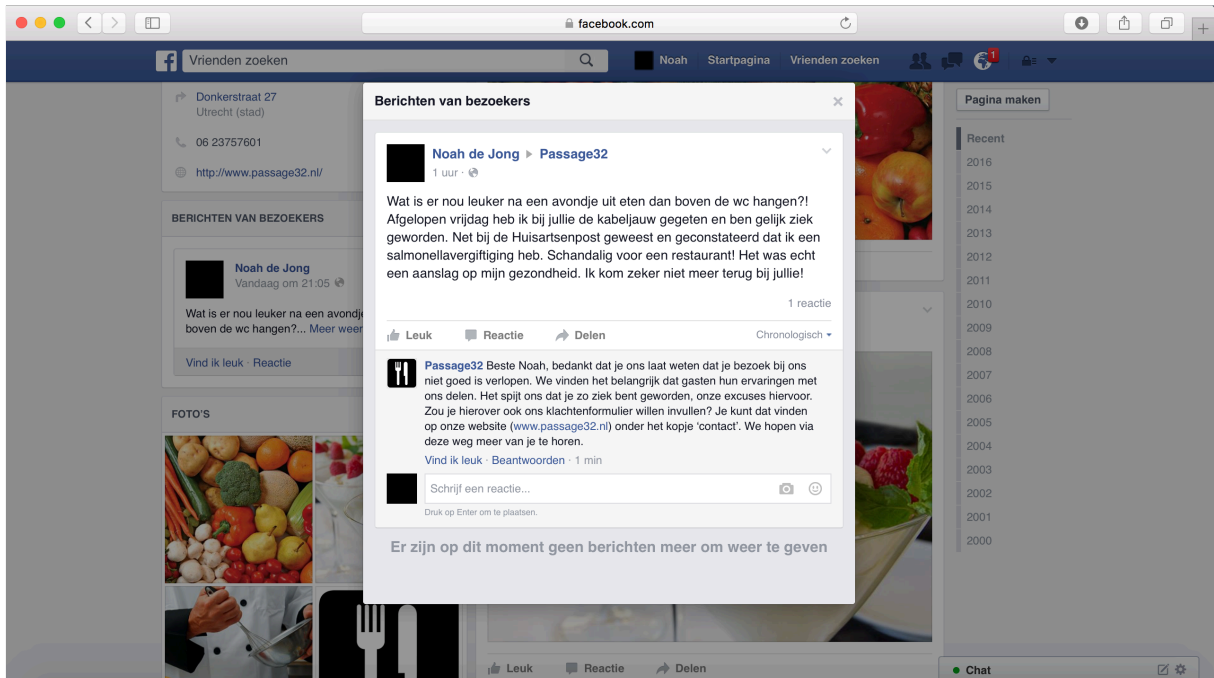 facebook.com
Vrienden zoeken
Noah Startpagina Vrienden zoeken 1
Donkerstraat 27
Utrecht (stad)
06 23757601
http://www.passage32.nl/
BERICHTEN VAN BEZOEKERS
Noah de Jong
Vandaag om 21:05
Wat is er nou leuker na een avondje
boven de wc hangen?... Meer weer
Vind ik leuk · Reactie
FOTO'S
Berichten van bezoekers
Noah de Jong Passage32
1 uur ·
Wat is er nou leuker na een avondje uit eten dan boven de wc hangen?!
Afgelopen vrijdag heb ik bij jullie de kabeljauw gegeten en ben gelijk ziek
geworden. Net bij de Huisartsenpost geweest en geconstateerd dat ik een
salmonellavergiftiging heb. Schandalig voor een restaurant! Het was echt
een aanslag op mijn gezondheid. Ik kom zeker niet meer terug bij jullie!
1 reactie
Leuk Reactie Delen Chronologisch
Passage32 Beste Noah, bedankt dat je ons laat weten dat je bezoek bij ons
niet goed is verlopen. We vinden het belangrijk dat gasten hun ervaringen met
ons delen. Het spijt ons dat je zo ziek bent geworden, onze excuses hiervoor.
Zou je hierover ook ons klachtenformulier willen invullen? Je kunt dat vinden
op onze website (www.passage32.nl) onder het kopje ‘contact’. We hopen via
deze weg meer van je te horen.
Vind ik leuk · Beantwoorden · 1 min
Schrijf een reactie...
Druk op Enter om te plaatsen.
Er zijn op dit moment geen berichten meer om weer te geven
Leuk Reactie Delen
Pagina maken
Recent
2016
2015
2014
2013
2012
2011
2010
2009
2008
2007
2006
2005
2004
2003
2002
2001
2000
Chat